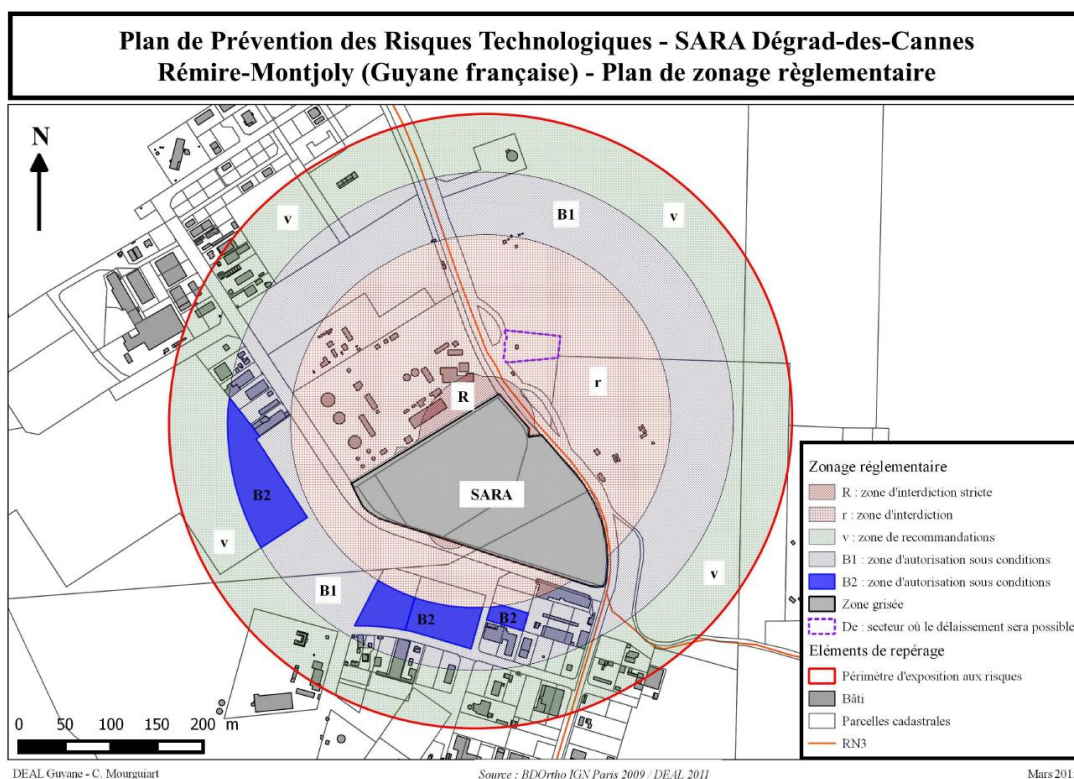 Plan de Prévention des Risques Technologiques - SARA Dégrad-des-Cannes
Rémire-Montjoly (Guyane française) - Plan de zonage règlementaire
N
v
B1
v
R
r
SARA
B2
v
v
B1
B2
B2
Zonage réglementaire
R : zone d'interdiction stricte
r : zone d'interdiction
v : zone de recommandations
B1 : zone d'autorisation sous conditions
B2 : zone d'autorisation sous conditions
Zone grisée
De : secteur où le délaissement sera possible
Eléments de repérage
Périmètre d'exposition aux risques
Bâti
Parcelles cadastrales
RN3
0 50 100 150 200 m
DEAL Guyane - C. Mourguiart
Source : BDOrtho IGN Paris 2009 / DEAL 2011
Mars 201